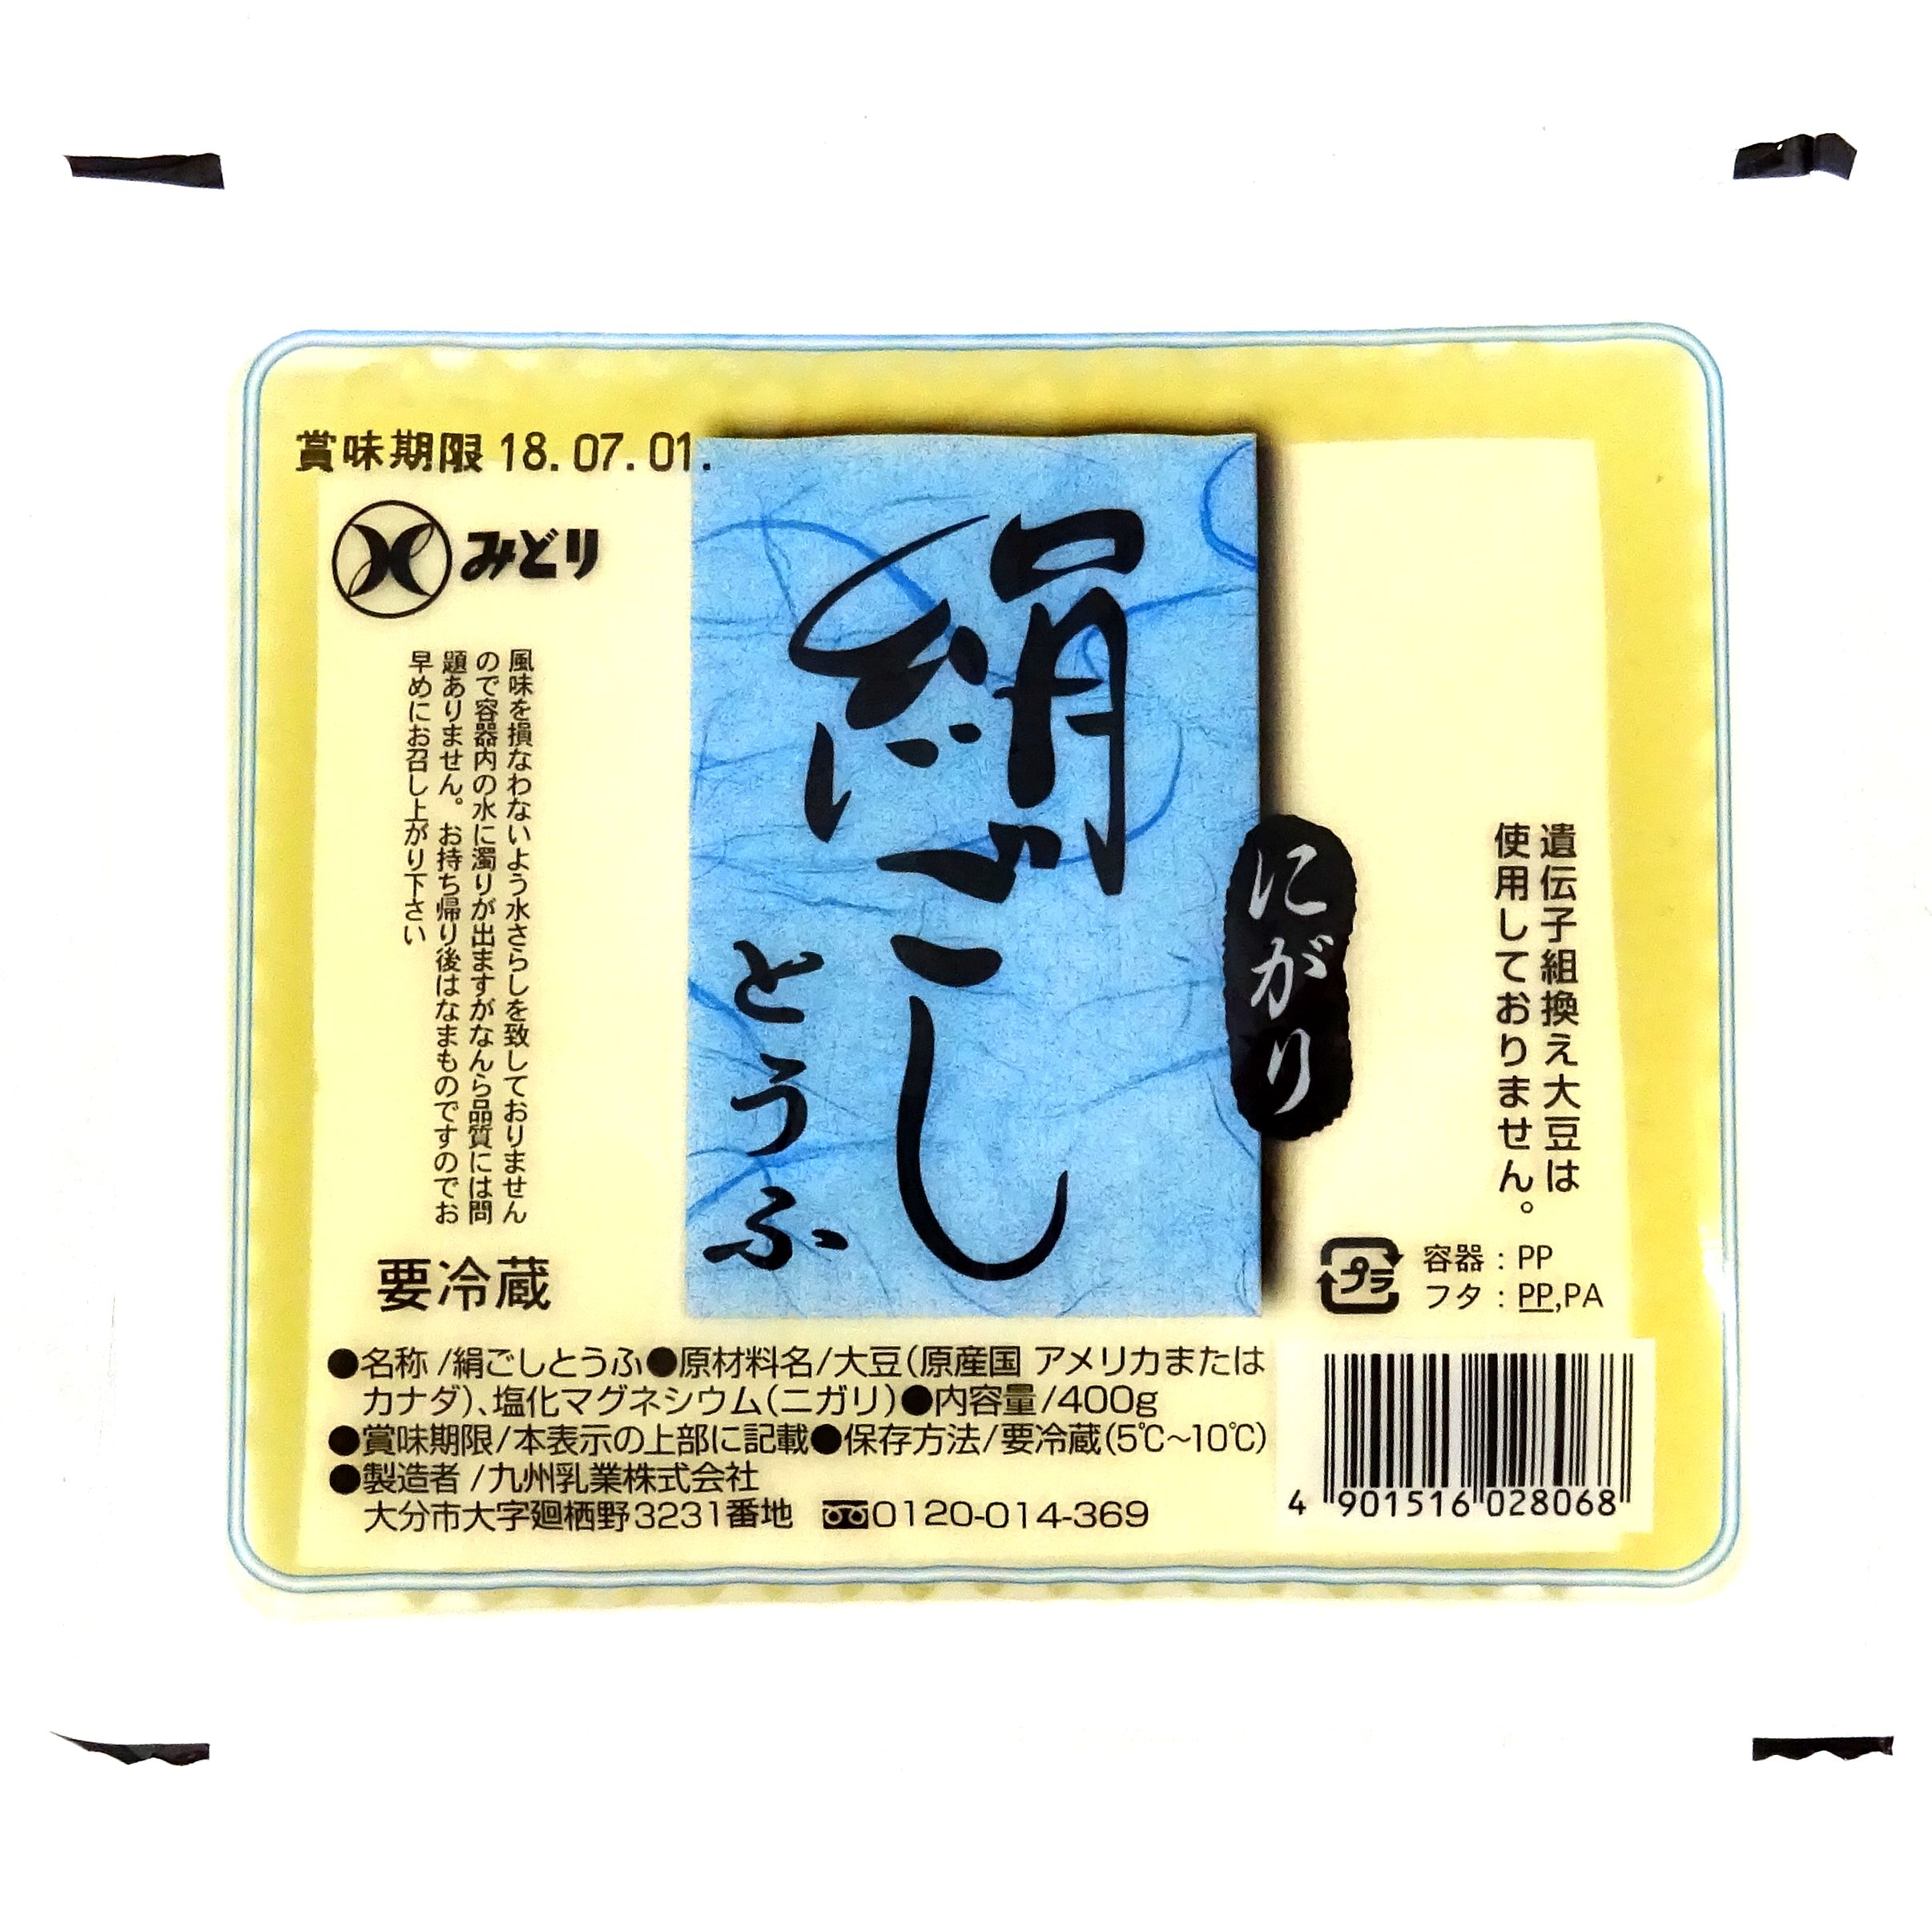 賞味期限 18.07.01.
みどり
風味を損なわないよう水さらしを致しておりません
ので容器内の水に濁りが出ますがなんら品質には問
題ありません。お持ち帰り後はなまものですのでお
早めにお召し上がり下さい
要冷蔵
絹ごし
とうふ
にがり
遺伝子組換え大豆は
使用しておりません。
プラ
容器:PP
フタ:PP,PA
●名称/絹ごしとうふ●原材料名/大豆(原産国 アメリカまたは
カナダ)、塩化マグネシウム(ニガリ)●内容量/400g
●賞味期限/本表示の上部に記載●保存方法/要冷蔵(5℃~10℃)
●製造者/九州乳業株式会社
大分市大字廻栖野3231番地 0120-014-369
4 901516 028068